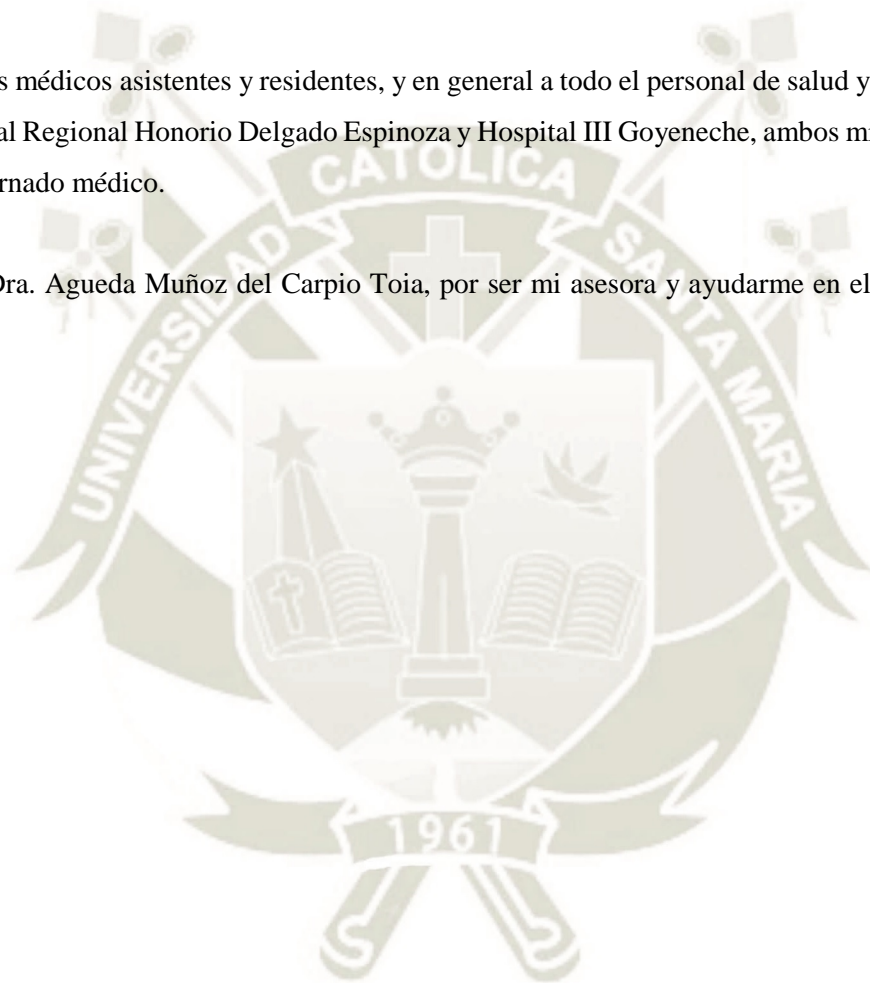 s médicos asistentes y residentes, y en general a todo el personal de salud y
al Regional Honorio Delgado Espinoza y Hospital III Goyeneche, ambos mi
rnado médico.
Dra. Agueda Muñoz del Carpio Toia, por ser mi asesora y ayudarme en el
UNIVERSIDAD CATOLICA SANTA MARIA
1961